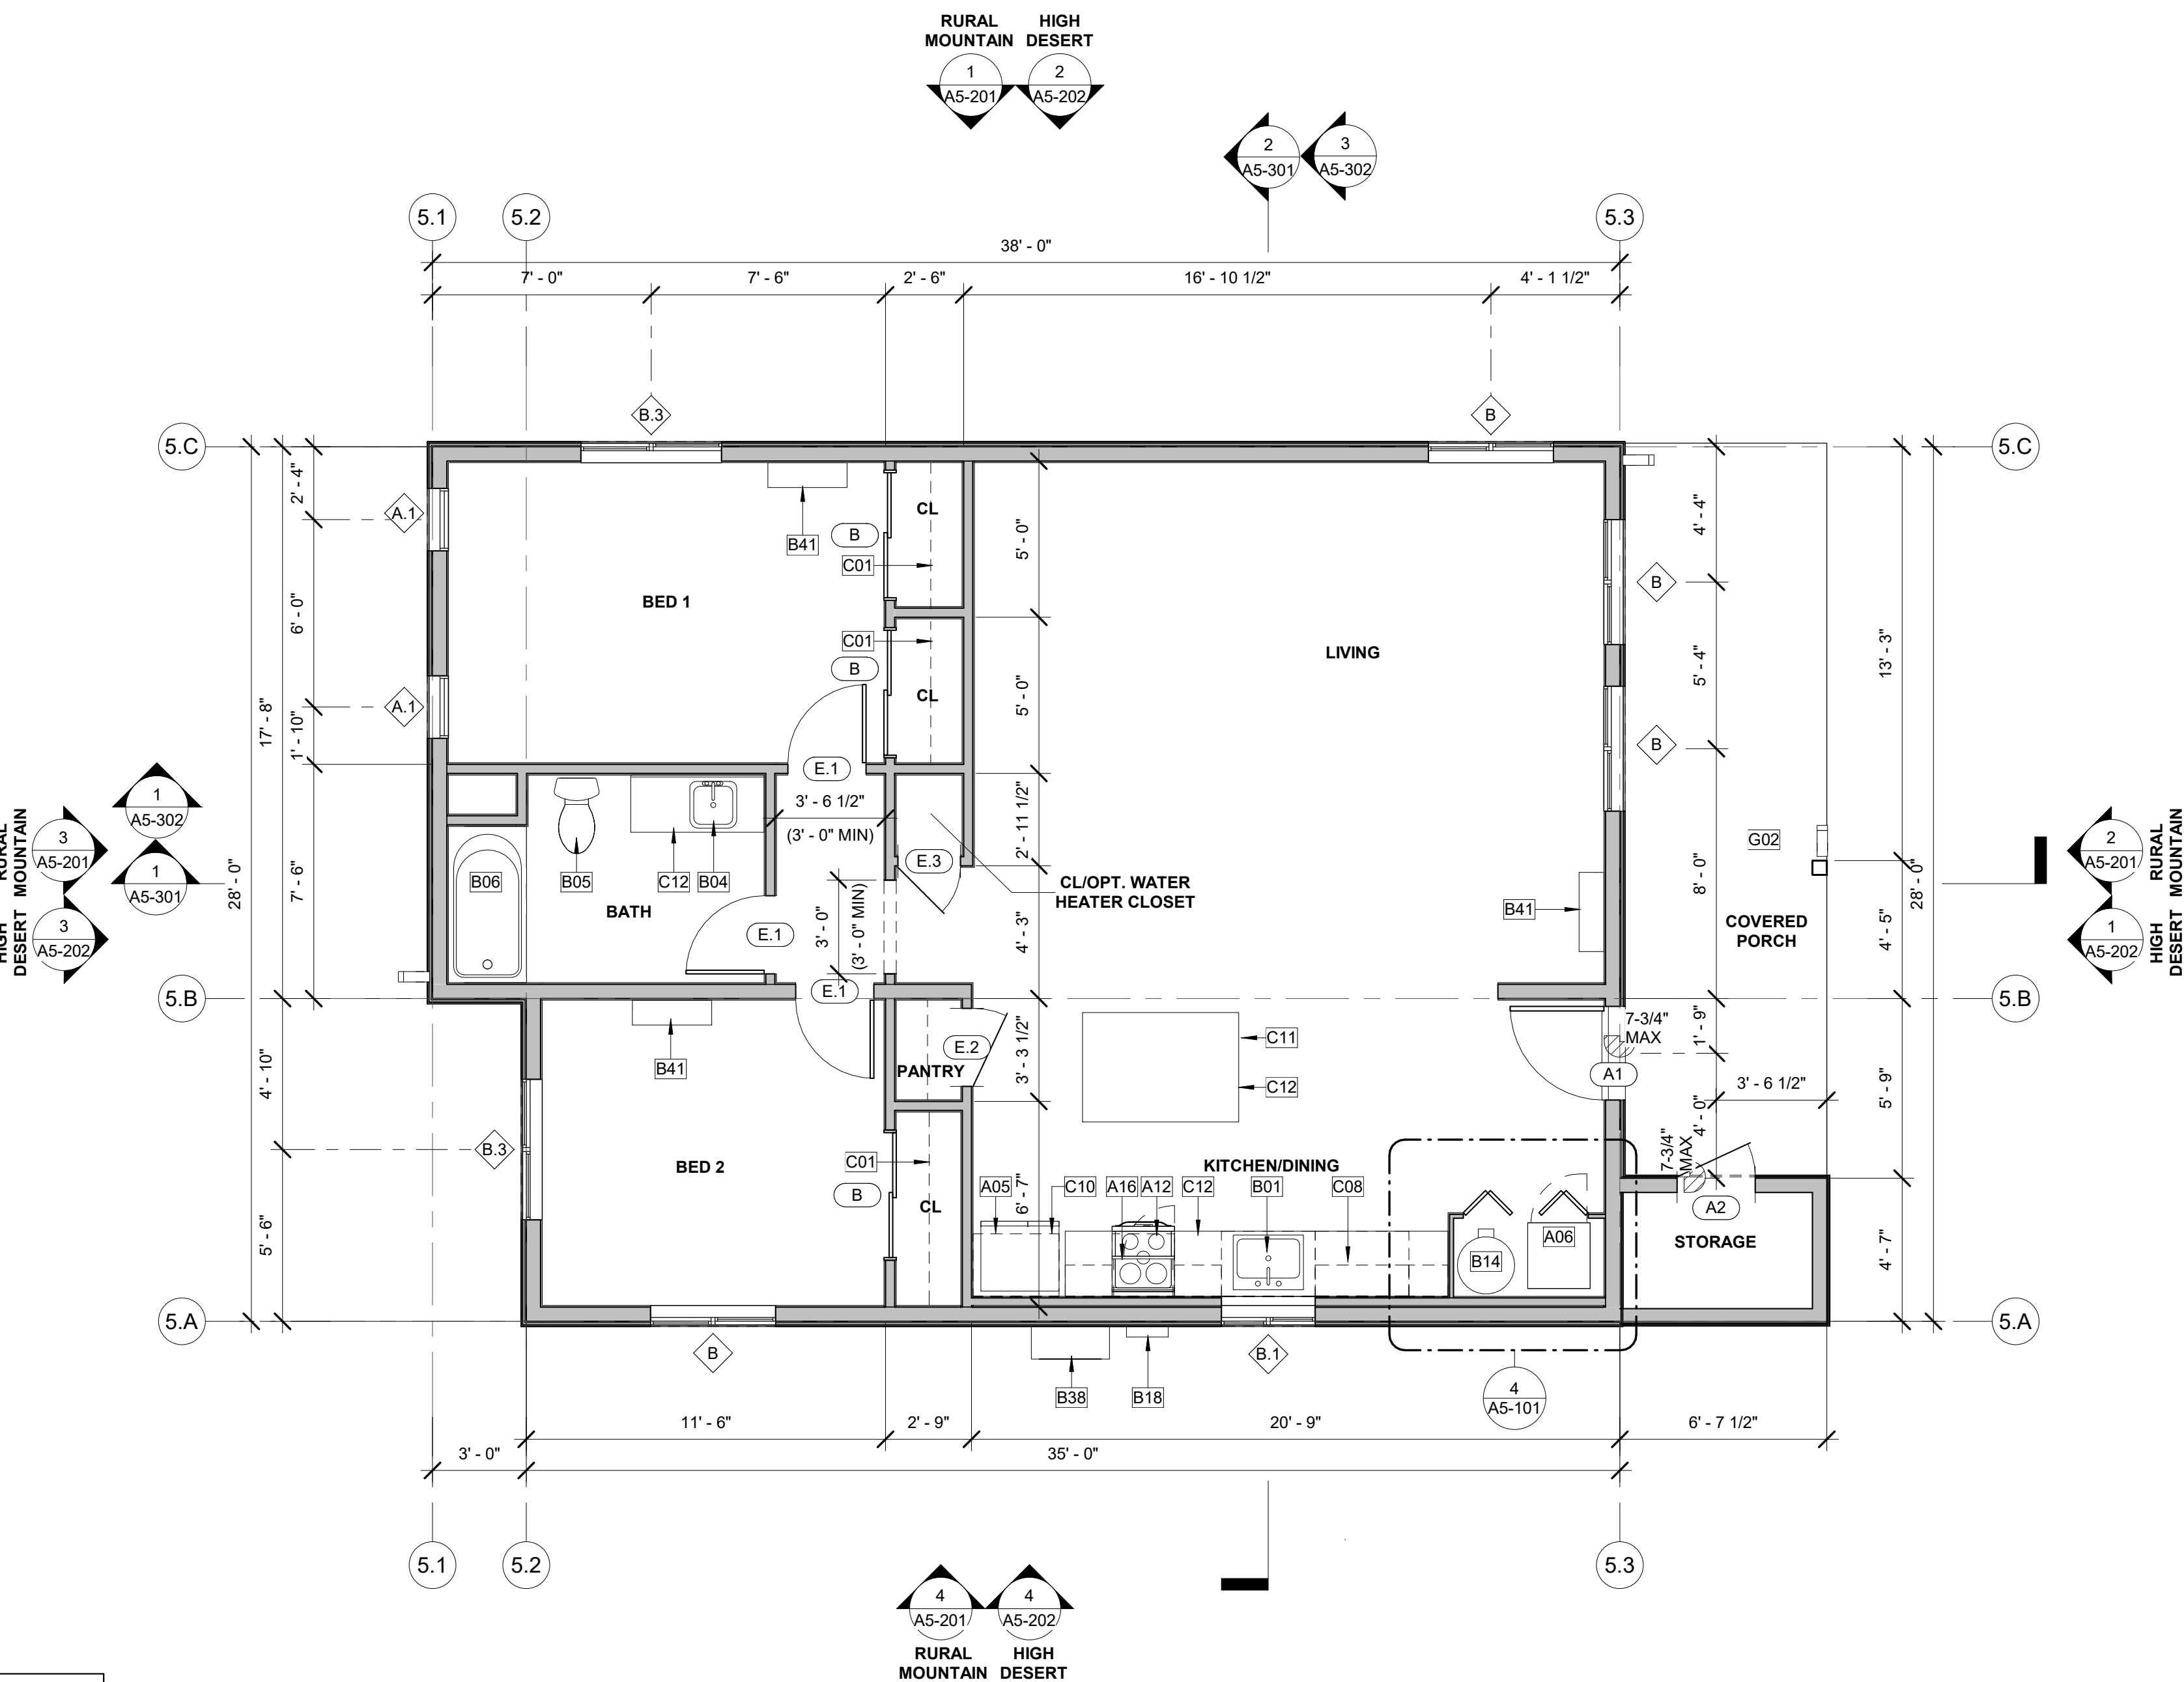 RURAL MOUNTAIN
HIGH DESERT
1
A5-201
2
A5-202
2
A5-301
3
A5-302
5.1
5.2
5.3
38' - 0"
7' - 0"
7' - 6"
2' - 6"
16' - 10 1/2"
4' - 1 1/2"
B.3
B
5.C
5.C
2' - 4"
A.1
6' - 0"
A.1
1' - 10"
17' - 8"
28' - 0"
7' - 6"
CL
B
B41
C01
BED 1
C01
B
CL
5' - 0"
5' - 0"
LIVING
4' - 4"
B
5' - 4"
B
13' - 3"
E.1
3' - 6 1/2"
(3' - 0" MIN)
2' - 11 1/2"
E.3
CL/OPT. WATER
HEATER CLOSET
B06
B05
C12
B04
BATH
E.1
3' - 0"
(3' - 0" MIN)
4' - 3"
B41
8' - 0"
G02
COVERED
PORCH
4' - 5"
28' - 0"
1
A5-302
1
A5-301
RURAL MOUNTAIN
3
A5-201
HIGH DESERT
3
A5-202
2
A5-201
RURAL MOUNTAIN
1
A5-202
HIGH DESERT
5.B
5.B
E.1
B41
E.2
PANTRY
3' - 3 1/2"
C11
C12
7-3/4"
MAX
1' - 9"
A1
3' - 6 1/2"
5' - 9"
4' - 0"
7-3/4"
MAX
4' - 10"
B.3
5' - 6"
BED 2
C01
B
CL
KITCHEN/DINING
6' - 7"
A05
C10
A16
A12
C12
B01
C08
B14
A06
A2
STORAGE
4' - 7"
5.A
5.A
B
B.1
B38
B18
4
A5-101
11' - 6"
2' - 9"
20' - 9"
6' - 7 1/2"
3' - 0"
35' - 0"
5.1
5.2
5.3
4
A5-201
4
A5-202
RURAL MOUNTAIN
HIGH DESERT